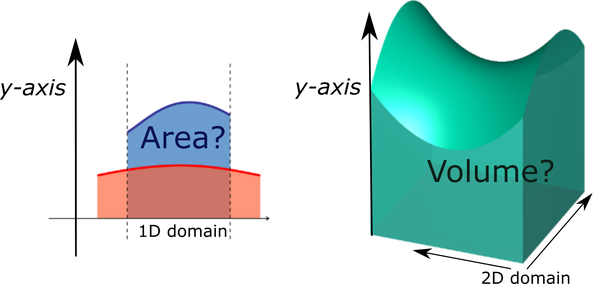 y-axis
Area?
1D domain
y-axis
Volume?
2D domain